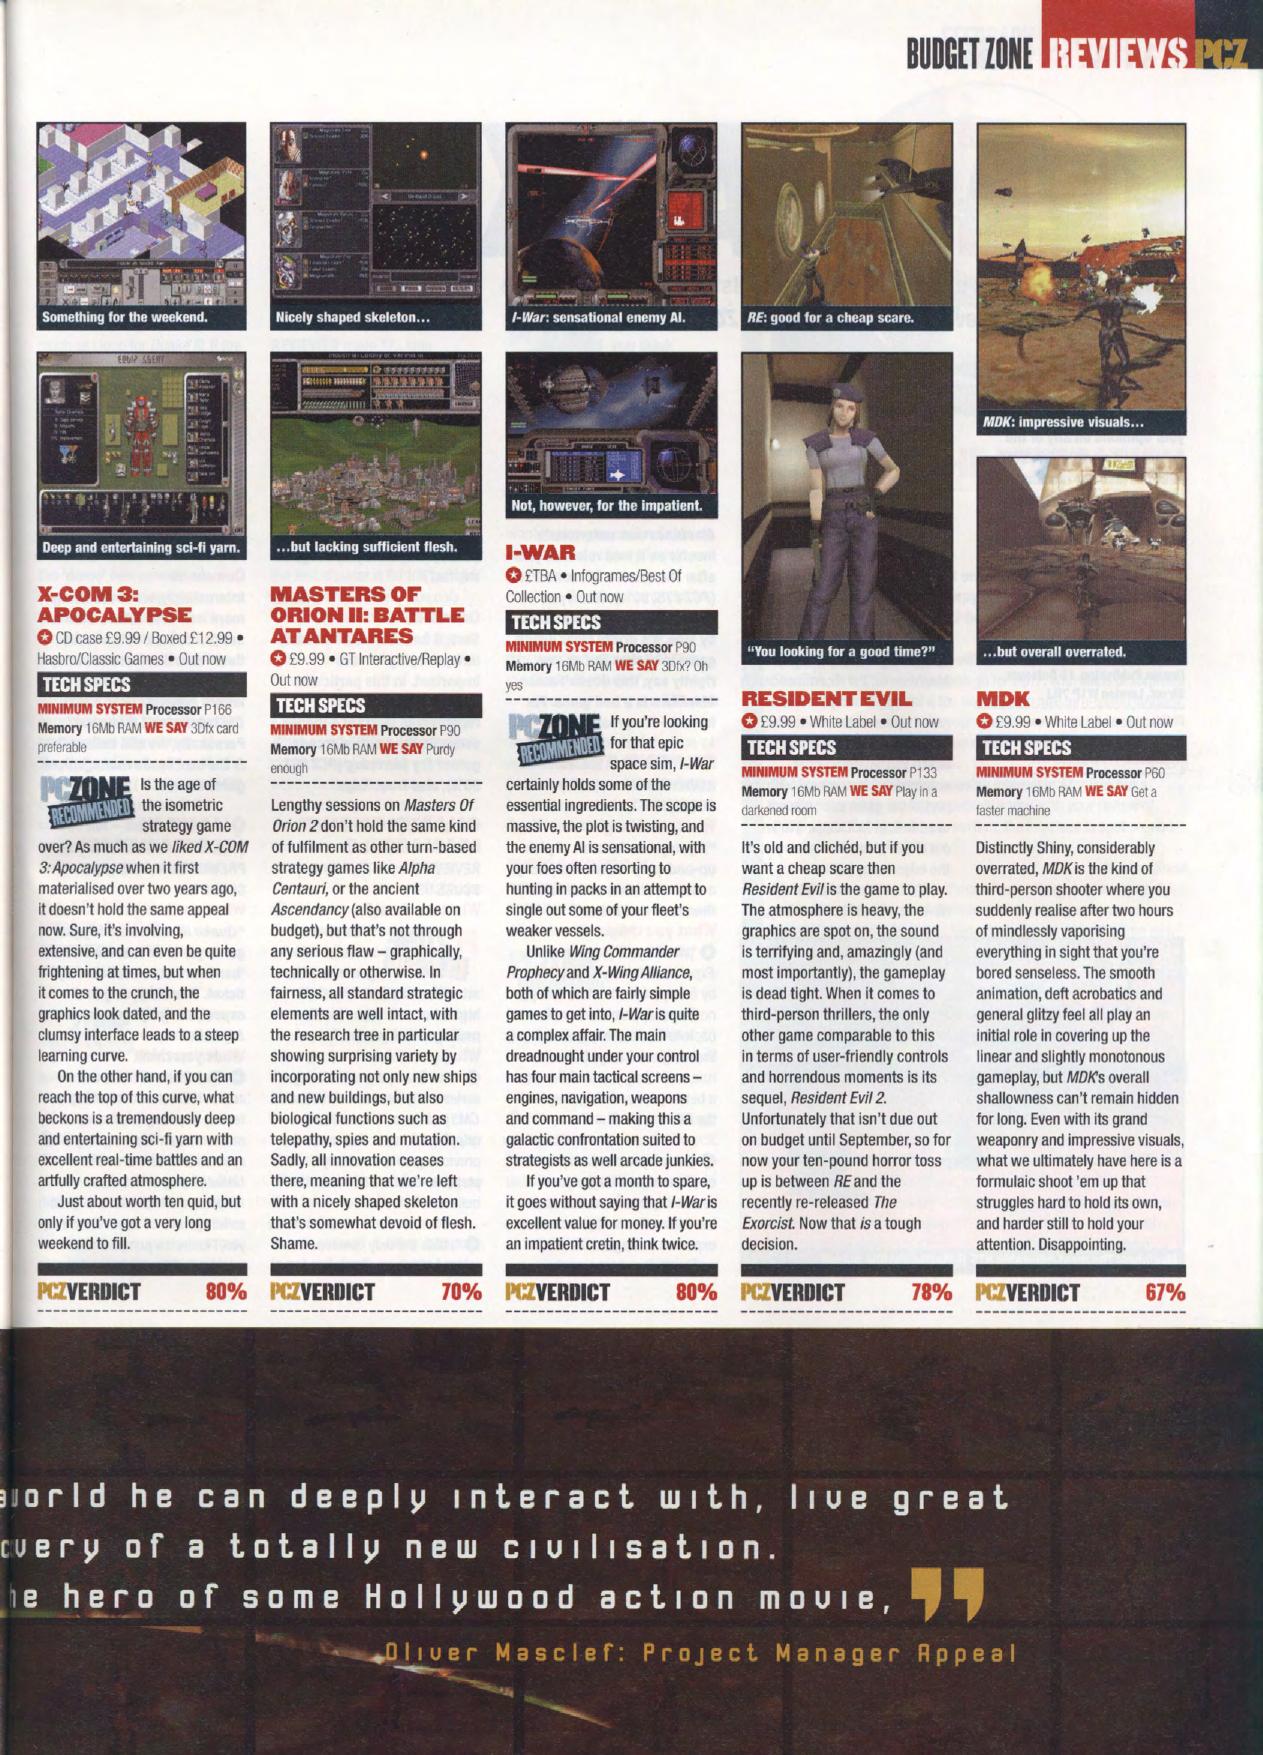 BUDGET ZONE REVIEWS PCZ
Something for the weekend.
EQUIP AGENT
Deep and entertaining sci-fi yarn.
X-COM 3:
APOCALYPSE
CD case £9.99 / Boxed £12.99 •
Hasbro/Classic Games • Out now
TECH SPECS
MINIMUM SYSTEM Processor P166
Memory 16Mb RAM WE SAY 3Dfx card
preferable
PCZONE
RECOMMENDED
Is the age of
the isometric
strategy game
over? As much as we liked X-COM
3: Apocalypse when it first
materialised over two years ago,
it doesn't hold the same appeal
now. Sure, it's involving,
extensive, and can even be quite
frightening at times, but when
it comes to the crunch, the
graphics look dated, and the
clumsy interface leads to a steep
learning curve.
On the other hand, if you can
reach the top of this curve, what
beckons is a tremendously deep
and entertaining sci-fi yarn with
excellent real-time battles and an
artfully crafted atmosphere.
Just about worth ten quid, but
only if you've got a very long
weekend to fill.
PCZVERDICT 80%
Nicely shaped skeleton...
...but lacking sufficient flesh.
MASTERS OF
ORION II: BATTLE
AT ANTARES
£9.99 • GT Interactive/Replay •
Out now
TECH SPECS
MINIMUM SYSTEM Processor P90
Memory 16Mb RAM WE SAY Purdy
enough
Lengthy sessions on Masters Of
Orion 2 don't hold the same kind
of fulfilment as other turn-based
strategy games like Alpha
Centauri, or the ancient
Ascendancy (also available on
budget), but that's not through
any serious flaw – graphically,
technically or otherwise. In
fairness, all standard strategic
elements are well intact, with
the research tree in particular
showing surprising variety by
incorporating not only new ships
and new buildings, but also
biological functions such as
telepathy, spies and mutation.
Sadly, all innovation ceases
there, meaning that we're left
with a nicely shaped skeleton
that's somewhat devoid of flesh.
Shame.
PCZVERDICT 70%
I-War: sensational enemy AI.
Not, however, for the impatient.
I-WAR
£TBA • Infogrames/Best Of
Collection • Out now
TECH SPECS
MINIMUM SYSTEM Processor P90
Memory 16Mb RAM WE SAY 3Dfx? Oh
yes
PCZONE
RECOMMENDED
If you're looking
for that epic
space sim, I-War
certainly holds some of the
essential ingredients. The scope is
massive, the plot is twisting, and
the enemy AI is sensational, with
your foes often resorting to
hunting in packs in an attempt to
single out some of your fleet's
weaker vessels.
Unlike Wing Commander
Prophecy and X-Wing Alliance,
both of which are fairly simple
games to get into, I-War is quite
a complex affair. The main
dreadnought under your control
has four main tactical screens –
engines, navigation, weapons
and command – making this a
galactic confrontation suited to
strategists as well arcade junkies.
If you've got a month to spare,
it goes without saying that I-War is
excellent value for money. If you're
an impatient cretin, think twice.
PCZVERDICT 80%
RE: good for a cheap scare.
"You looking for a good time?"
RESIDENT EVIL
£9.99 • White Label • Out now
TECH SPECS
MINIMUM SYSTEM Processor P133
Memory 16Mb RAM WE SAY Play in a
darkened room
It's old and clichéd, but if you
want a cheap scare then
Resident Evil is the game to play.
The atmosphere is heavy, the
graphics are spot on, the sound
is terrifying and, amazingly (and
most importantly), the gameplay
is dead tight. When it comes to
third-person thrillers, the only
other game comparable to this
in terms of user-friendly controls
and horrendous moments is its
sequel, Resident Evil 2.
Unfortunately that isn't due out
on budget until September, so for
now your ten-pound horror toss
up is between RE and the
recently re-released The
Exorcist. Now that is a tough
decision.
PCZVERDICT 78%
MDK: impressive visuals...
...but overall overrated.
MDK
£9.99 • White Label • Out now
TECH SPECS
MINIMUM SYSTEM Processor P60
Memory 16Mb RAM WE SAY Get a
faster machine
Distinctly Shiny, considerably
overrated, MDK is the kind of
third-person shooter where you
suddenly realise after two hours
of mindlessly vaporising
everything in sight that you're
bored senseless. The smooth
animation, deft acrobatics and
general glitzy feel all play an
initial role in covering up the
linear and slightly monotonous
gameplay, but MDK's overall
shallowness can't remain hidden
for long. Even with its grand
weaponry and impressive visuals,
what we ultimately have here is a
formulaic shoot 'em up that
struggles hard to hold its own,
and harder still to hold your
attention. Disappointing.
PCZVERDICT 67%
world he can deeply interact with, live great
very of a totally new civilisation.
he hero of some Hollywood action movie, ”
Oliver Masclef: Project Manager Appeal